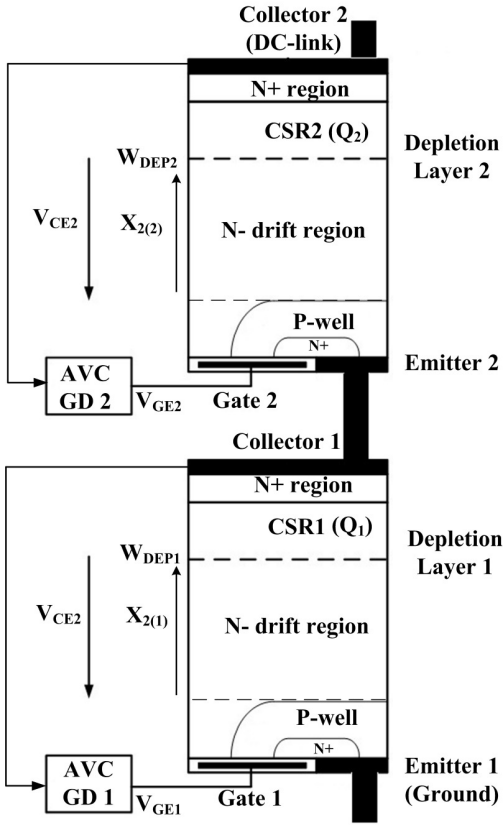 Collector 2
(DC-link)
N+ region
CSR2 (Q2)
WDEP2
Depletion
Layer 2
VCE2
X2(2)
N- drift region
P-well
N+
AVC
GD 2
VGE2
Gate 2
Emitter 2
Collector 1
N+ region
CSR1 (Q1)
WDEP1
Depletion
Layer 1
VCE2
X2(1)
N- drift region
P-well
N+
AVC
GD 1
VGE1
Gate 1
Emitter 1
(Ground)